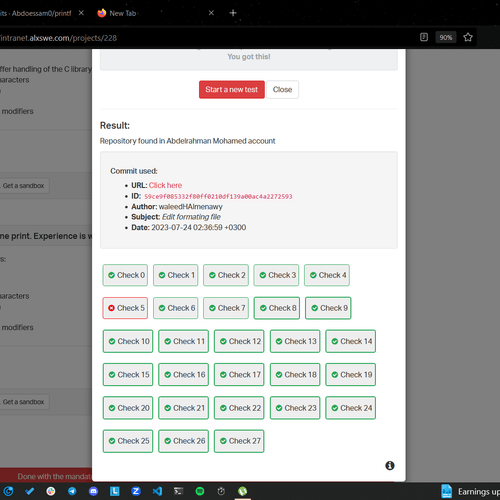 its · Abdoessam0/printf
New Tab
intranet.alxswe.com/projects/228
90%
You got this!
ffer handling of the C library
aracters
modifiers
Start a new test
Close
Result:
Repository found in Abdelrahman Mohamed account
Commit used:
URL: Click here
ID: 59ce9f085332f80ff0210df139a00ac4a2272593
Author: waleedHAlmenawy
Subject: Edit formating file
Date: 2023-07-24 02:36:59 +0300
Get a sandbox
me print. Experience is w
s:
aracters
modifiers
Get a sandbox
Check 0 Check 1 Check 2 Check 3 Check 4
Check 5 Check 6 Check 7 Check 8 Check 9
Check 10 Check 11 Check 12 Check 13 Check 14
Check 15 Check 16 Check 17 Check 18 Check 19
Check 20 Check 21 Check 22 Check 23 Check 24
Check 25 Check 26 Check 27
Done with the mandat
Earnings up